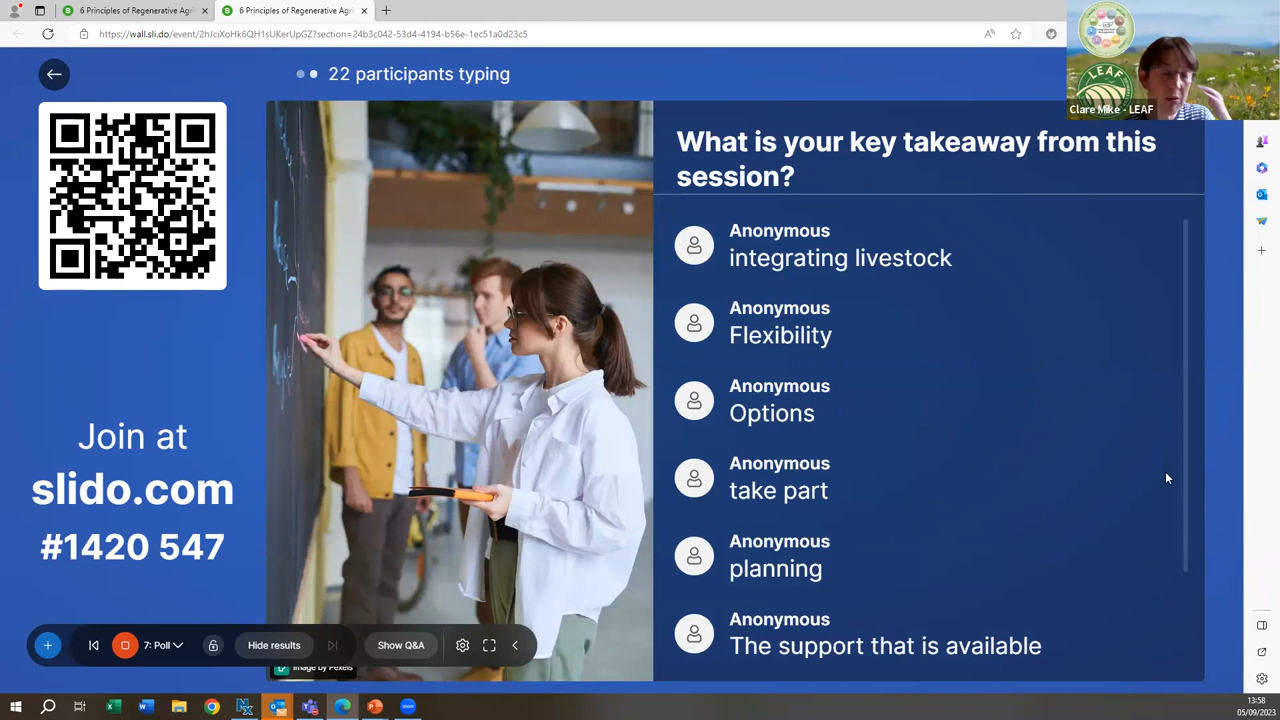 6 Principles of Regenerative Agri
6 Principles of Regenerative Agri
https://wall.sli.do/event/2hJciXoHk6QH1sUKerUpGZ?section=24b3c042-53d4-4194-b56e-1ec51a0d23c5
22 participants typing
LEAF
Clare Mike - LEAF
What is your key takeaway from this
session?
Anonymous
integrating livestock
Anonymous
Flexibility
Anonymous
Options
Anonymous
take part
Anonymous
planning
Anonymous
The support that is available
Join at
slido.com
#1420 547
7: Poll
Hide results
Show Q&A
Image by Pexels
13:58
05/09/2023